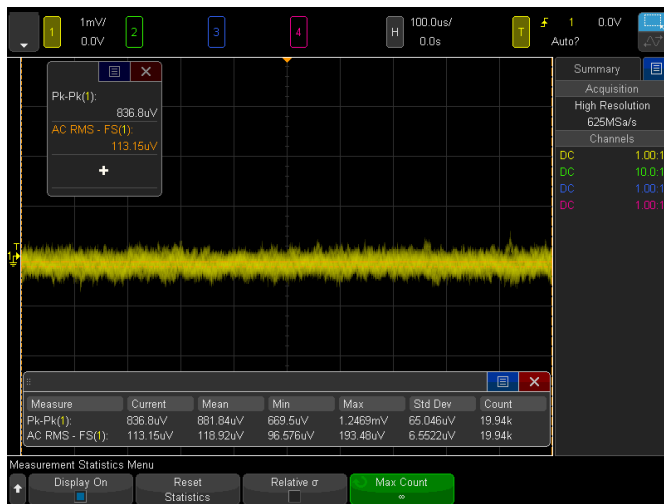 1 1mV/ 0.0V 2 3 4 H 100.0us/ 0.0s T 1 0.0V Auto?
Summary
Acquisition
High Resolution
625MSa/s
Channels
DC 1.00:1
DC 10.0:1
DC 1.00:1
DC 1.00:1
Pk-Pk(1):
836.8uV
AC RMS - FS(1):
113.15uV
T
1
Measure Current Mean Min Max Std Dev Count
Pk-Pk(1): 836.8uV 881.84uV 669.5uV 1.2469mV 65.046uV 19.94k
AC RMS - FS(1): 113.15uV 118.92uV 96.576uV 193.48uV 6.5522uV 19.94k
Measurement Statistics Menu
Display On
Reset
Statistics
Relative σ
Max Count
∞